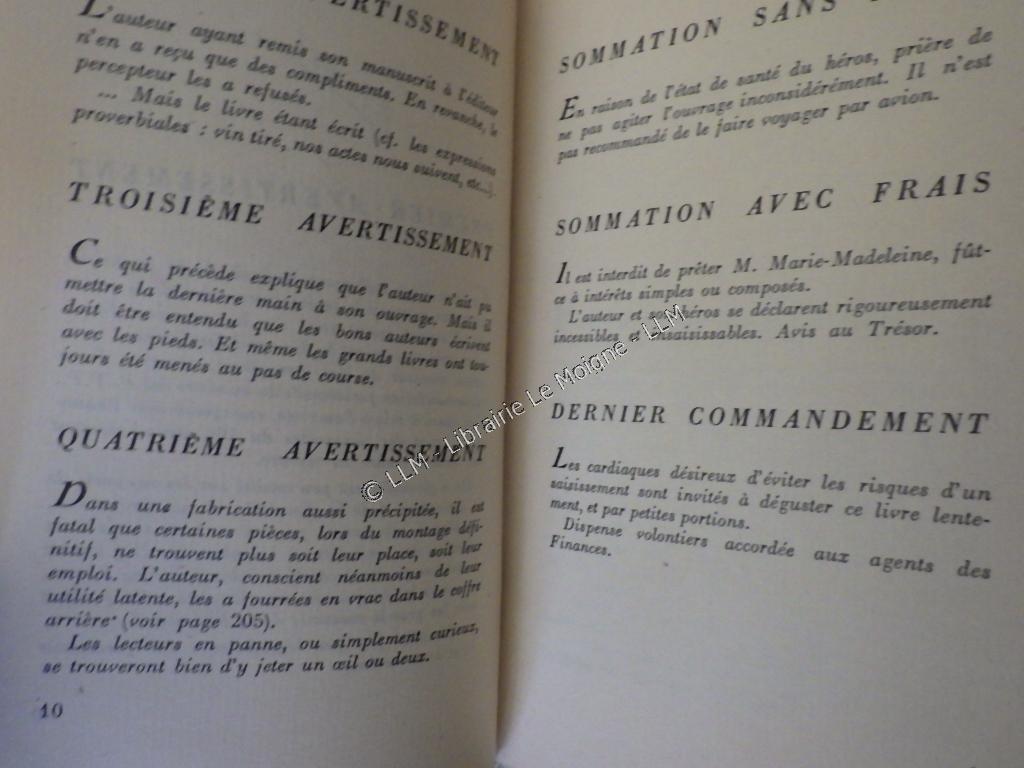 AVERTISSEMENT
L'auteur ayant remis son manuscrit à l'éditeur
n'en a reçu que des compliments. En revanche, le
percepteur les a refusés.
... Mais le livre étant écrit (cf. les expressions
proverbiales : vin tiré, nos actes nous suivent, etc...).
TROISIÈME AVERTISSEMENT
Ce qui précède explique que l'auteur n'ait pu
mettre la dernière main à son ouvrage. Mais il
doit être entendu que les bons auteurs écrivent
avec les pieds. Et même les grands livres ont tou-
jours été menés au pas de course.
QUATRIÈME AVERTISSEMENT
Dans une fabrication aussi précipitée, il est
fatal que certaines pièces, lors du montage défi-
nitif, ne trouvent plus soit leur place, soit leur
emploi. L'auteur, conscient néanmoins de leur
utilité latente, les a fourrées en vrac dans le coffre
arrière (voir page 205).
Les lecteurs en panne, ou simplement curieux,
se trouveront bien d'y jeter un œil ou deux.
10
SOMMATION SANS
En raison de l'état de santé du héros, prière de
ne pas agiter l'ouvrage inconsidérément. Il n'est
pas recommandé de le faire voyager par avion.
SOMMATION AVEC FRAIS
Il est interdit de prêter M. Marie-Madeleine, fût-
ce à intérêts simples ou composés.
L'auteur et son héros se déclarent rigoureusement
incessibles et insaisissables. Avis au Trésor.
DERNIER COMMANDEMENT
Les cardiaques désireux d'éviter les risques d'un
saisissement sont invités à déguster ce livre lente-
ment, et par petites portions.
Dispense volontiers accordée aux agents des
Finances.
© LLM - Librairie Le Moigne - LLM